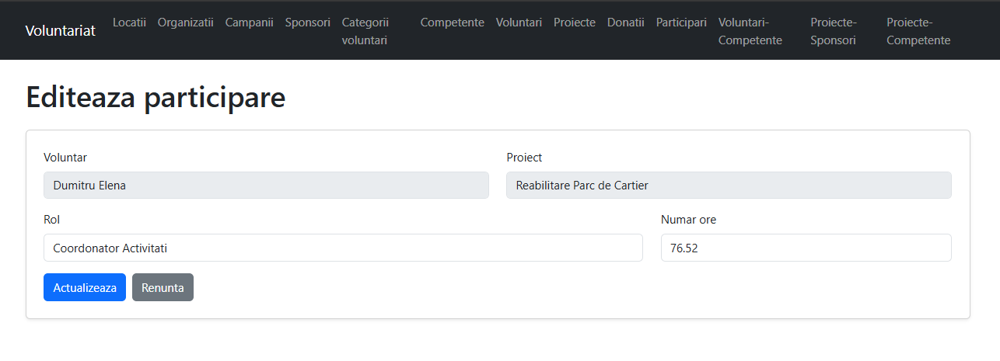 Voluntariat
Locatii
Organizatii
Campanii
Sponsori
Categorii
voluntari
Competente
Voluntari
Proiecte
Donatii
Participari
Voluntari-
Competente
Proiecte-
Sponsori
Proiecte-
Competente
Editeaza participare
Voluntar
Proiect
Dumitru Elena
Reabilitare Parc de Cartier
Rol
Numar ore
Coordonator Activitati
76.52
Actualizeaza
Renunta